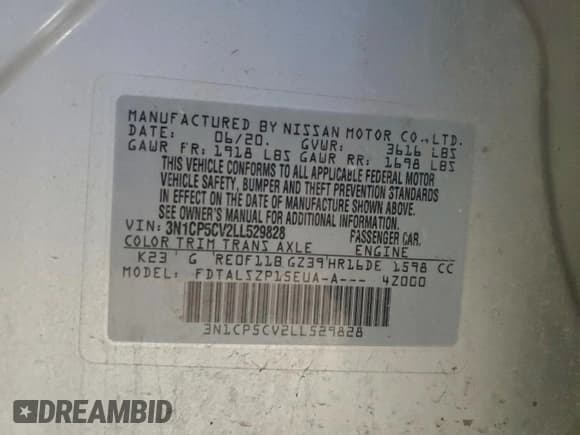 MANUFACTURED BY NISSAN MOTOR CO.,LTD.
DATE: 06/20. GVWR: 3616 LBS
GAWR FR: 1918 LBS GAWR RR: 1698 LBS
THIS VEHICLE CONFORMS TO ALL APPLICABLE FEDERAL MOTOR
VEHICLE SAFETY, BUMPER AND THEFT PREVENTION STANDARDS
IN EFFECT ON THE DATE OF MANUFACTURE SHOWN ABOVE.
SEE OWNER'S MANUAL FOR ADDITIONAL INFORMATION.
VIN: 3N1CP5CV2LL529828 PASSENGER CAR.
COLOR TRIM TRANS AXLE ENGINE
K23 G RE0F11B GZ39 HR16DE 1598 CC
MODEL: FDTALSZP15EUA-A--- 4Z000
3N1CP5CV2LL529828
DREAMBID